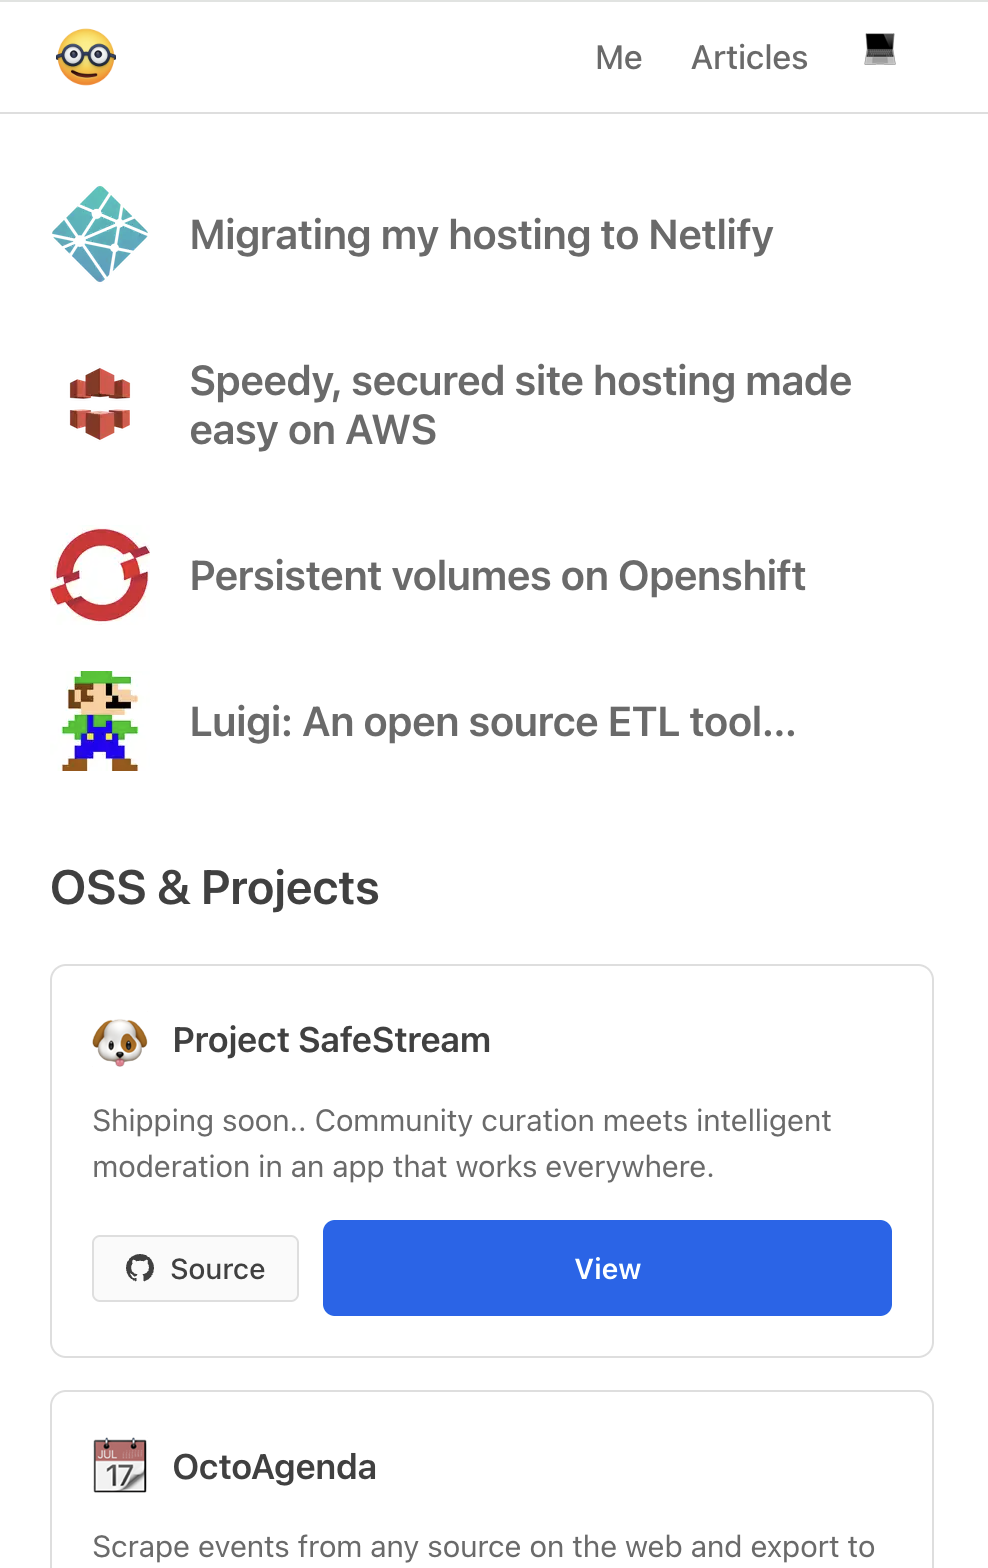 Me Articles
Migrating my hosting to Netlify
Speedy, secured site hosting made
easy on AWS
Persistent volumes on Openshift
Luigi: An open source ETL tool...
OSS & Projects
Project SafeStream
Shipping soon.. Community curation meets intelligent
moderation in an app that works everywhere.
Source
View
JUL
17
OctoAgenda
Scrape events from any source on the web and export to